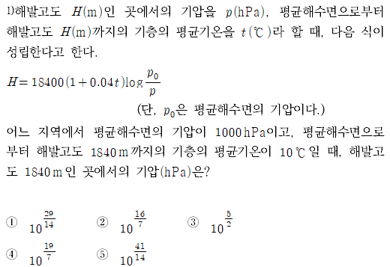 1)해발고도 H(m)인 곳에서의 기압을 p(hPa), 평균해수면으로부터
해발고도 H(m)까지의 기층의 평균기온을 t(℃)라 할 때, 다음 식이
성립한다고 한다.
H=18400(1+0.04t)log p₀/p
(단, p₀은 평균해수면의 기압이다.)
어느 지역에서 평균해수면의 기압이 1000hPa이고, 평균해수면으로
부터 해발고도 1840m까지의 기층의 평균기온이 10℃일 때, 해발고
도 1840m인 곳에서의 기압(hPa)은?
① 10^(29/14) ② 10^(16/7) ③ 10^(5/2)
④ 10^(19/7) ⑤ 10^(41/14)